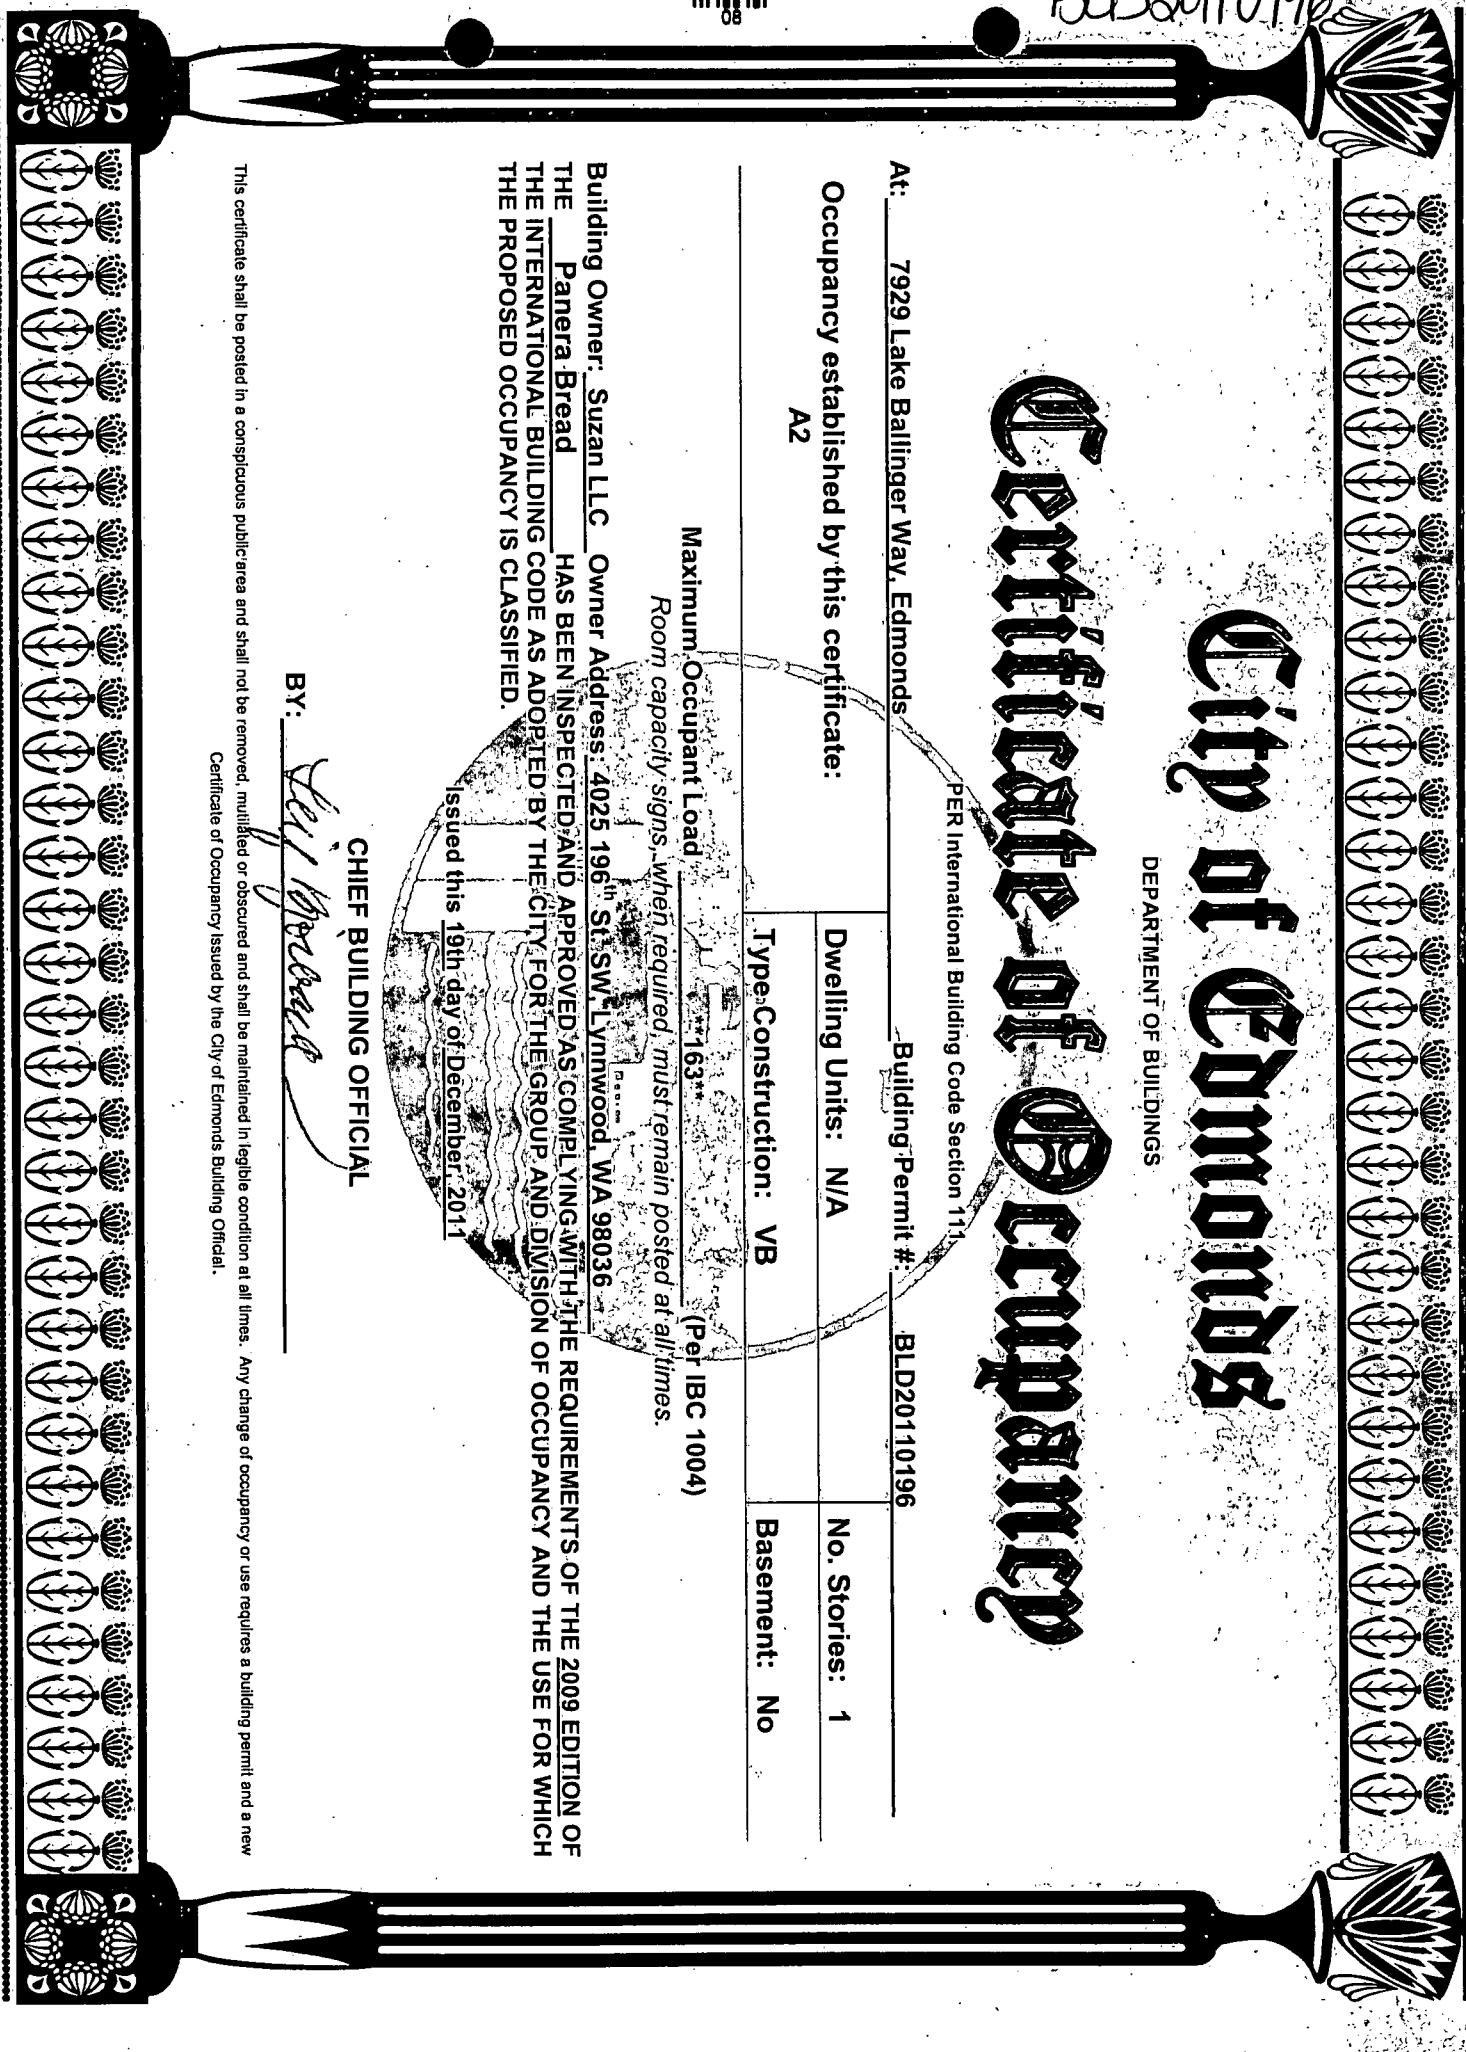 City of Edmonds
DEPARTMENT OF BUILDINGS
Certificate of Occupancy
PER International Building Code Section 111
At: 7929 Lake Ballinger Way, Edmonds Building Permit #: BLD20110196
Occupancy established by this certificate: Dwelling Units: N/A No. Stories: 1
A2
Type Construction: VB Basement: No
Maximum Occupant Load **163** (Per IBC 1004)
Room capacity signs, when required, must remain posted at all times.
Building Owner: Suzan LLC Owner Address: 4025 196th St. SW, Lynnwood, WA 98036
THE Panera Bread HAS BEEN INSPECTED AND APPROVED AS COMPLYING WITH THE REQUIREMENTS OF THE 2009 EDITION OF
THE INTERNATIONAL BUILDING CODE AS ADOPTED BY THE CITY FOR THE GROUP AND DIVISION OF OCCUPANCY AND THE USE FOR WHICH
THE PROPOSED OCCUPANCY IS CLASSIFIED.
Issued this 19th day of December, 2011
CHIEF BUILDING OFFICIAL
BY:
This certificate shall be posted in a conspicuous public area and shall not be removed, mutilated or obscured and shall be maintained in legible condition at all times. Any change of occupancy or use requires a building permit and a new
Certificate of Occupancy issued by the City of Edmonds Building Official.
80